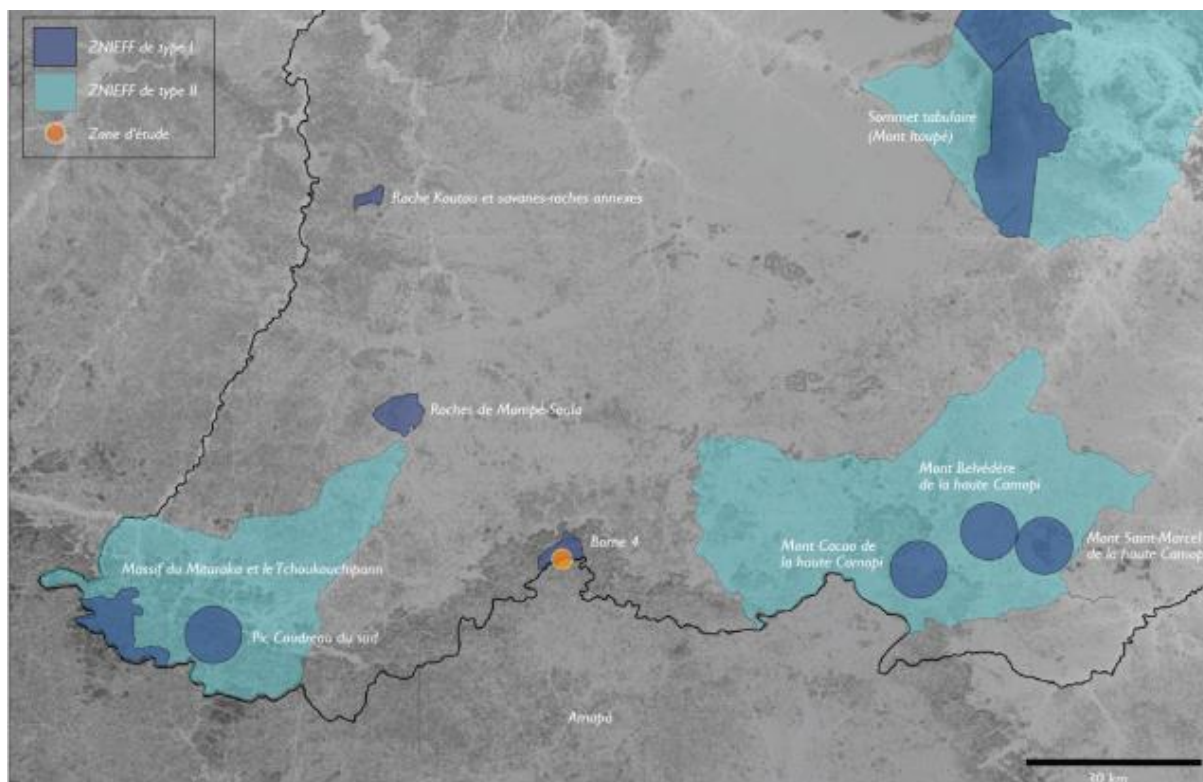 ZNIEFF de type I
ZNIEFF de type II
Zone d'étude
Sommet tabulaire
(Mont Itoupé)
Roche Koutou et savanes-roches annexes
Roches de Mampé-Soula
Mont Belvédère
de la haute Camopi
Borne 4
Mont Cacao de
la haute Camopi
Mont Saint-Marcel
de la haute Camopi
Massif du Mitaraka et le Tchoukouchipann
Pic Coudreau du sud
Amapá
30 km